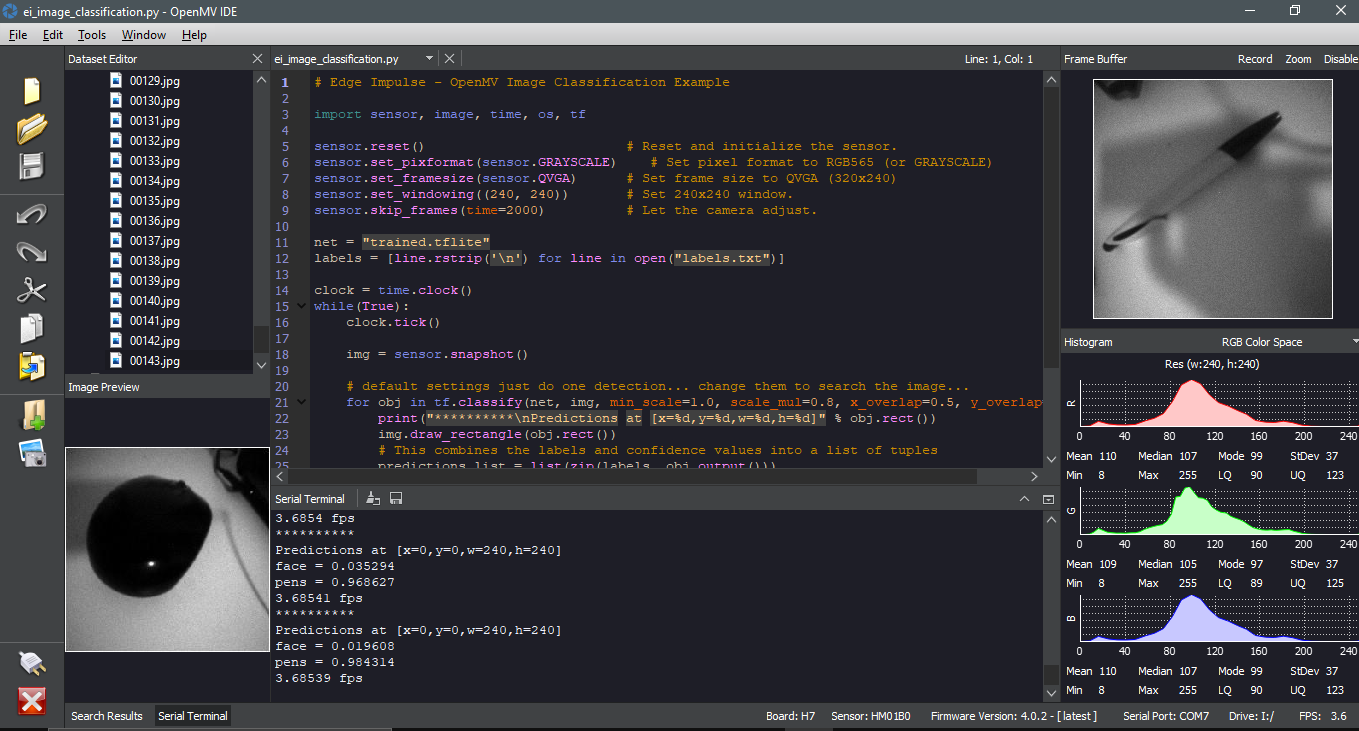 ei_image_classification.py - OpenMV IDE
File Edit Tools Window Help
Dataset Editor
00129.jpg
00130.jpg
00131.jpg
00132.jpg
00133.jpg
00134.jpg
00135.jpg
00136.jpg
00137.jpg
00138.jpg
00139.jpg
00140.jpg
00141.jpg
00142.jpg
00143.jpg
Image Preview
ei_image_classification.py Line: 1, Col: 1
1 # Edge Impulse - OpenMV Image Classification Example
2
3 import sensor, image, time, os, tf
4
5 sensor.reset() # Reset and initialize the sensor.
6 sensor.set_pixformat(sensor.GRAYSCALE) # Set pixel format to RGB565 (or GRAYSCALE)
7 sensor.set_framesize(sensor.QVGA) # Set frame size to QVGA (320x240)
8 sensor.set_windowing((240, 240)) # Set 240x240 window.
9 sensor.skip_frames(time=2000) # Let the camera adjust.
10
11 net = "trained.tflite"
12 labels = [line.rstrip('\n') for line in open("labels.txt")]
13
14 clock = time.clock()
15 while(True):
16 clock.tick()
17
18 img = sensor.snapshot()
19
20 # default settings just do one detection... change them to search the image...
21 for obj in tf.classify(net, img, min_scale=1.0, scale_mul=0.8, x_overlap=0.5, y_overlap
22 print("**********\nPredictions at [x=%d,y=%d,w=%d,h=%d]" % obj.rect())
23 img.draw_rectangle(obj.rect())
24 # This combines the labels and confidence values into a list of tuples
25 predictions_list = list(zip(labels, obj.output()))
Serial Terminal
3.6854 fps
**********
Predictions at [x=0,y=0,w=240,h=240]
face = 0.035294
pens = 0.968627
3.68541 fps
**********
Predictions at [x=0,y=0,w=240,h=240]
face = 0.019608
pens = 0.984314
3.68539 fps
Frame Buffer Record Zoom Disable
Histogram RGB Color Space
Res (w:240, h:240)
R
0 40 80 120 160 200 240
Mean 110 Median 107 Mode 99 StDev 37
Min 8 Max 255 LQ 90 UQ 123
G
0 40 80 120 160 200 240
Mean 109 Median 105 Mode 97 StDev 37
Min 8 Max 255 LQ 89 UQ 125
B
0 40 80 120 160 200 240
Mean 110 Median 107 Mode 99 StDev 37
Min 8 Max 255 LQ 90 UQ 123
Search Results Serial Terminal Board: H7 Sensor: HM01B0 Firmware Version: 4.0.2 - [ latest ] Serial Port: COM7 Drive: I:/ FPS: 3.6